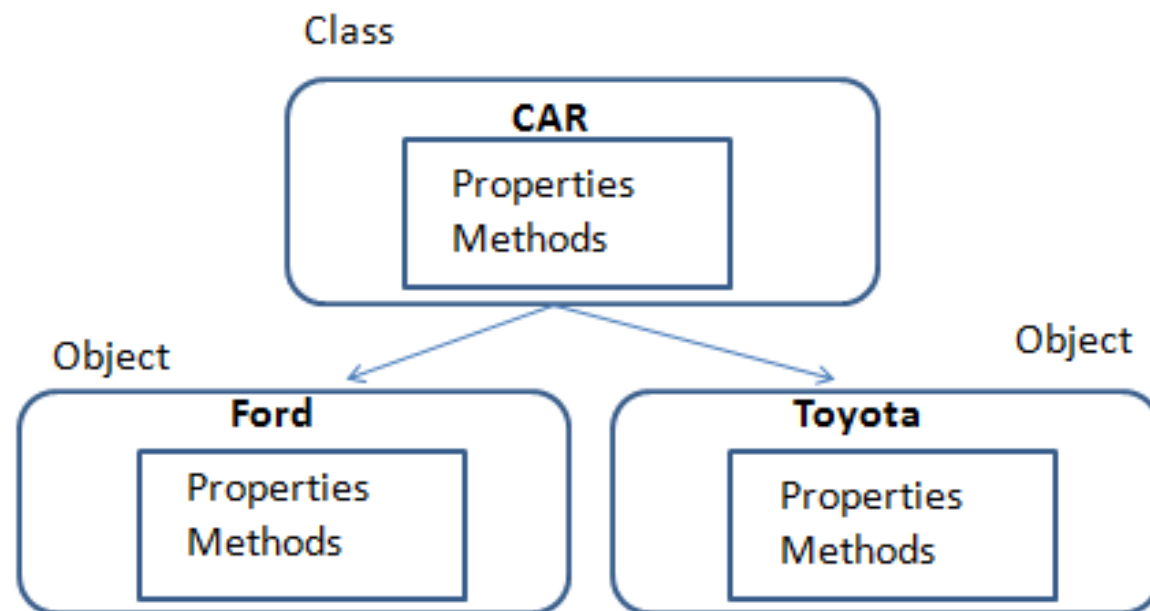 Class
CAR
Properties
Methods
Object
Object
Ford
Properties
Methods
Toyota
Properties
Methods